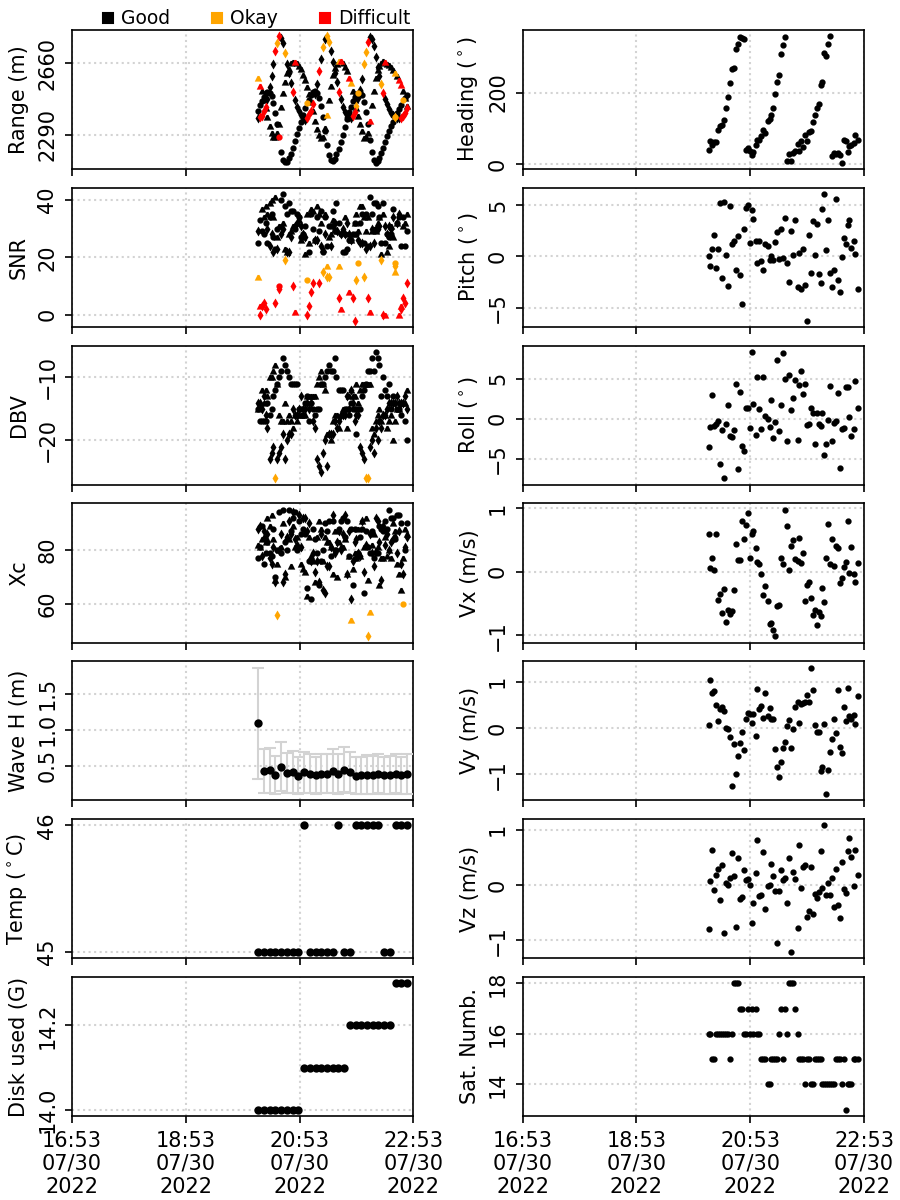 Good Okay Difficult
Range (m)
2660
2290
Heading (°)
200
0
SNR
40
20
0
Pitch (°)
5
0
−5
DBV
−10
−20
Roll (°)
5
0
−5
Xc
80
60
Vx (m/s)
1
0
−1
Wave H (m)
1.5
1.0
0.5
Vy (m/s)
1
0
−1
Temp (°C)
46
45
Vz (m/s)
1
0
−1
Disk used (G)
14.2
14.0
Sat. Numb.
18
16
14
16:53 18:53 20:53 22:53 16:53 18:53 20:53 22:53
07/30 07/30 07/30 07/30 07/30 07/30 07/30 07/30
2022 2022 2022 2022 2022 2022 2022 2022